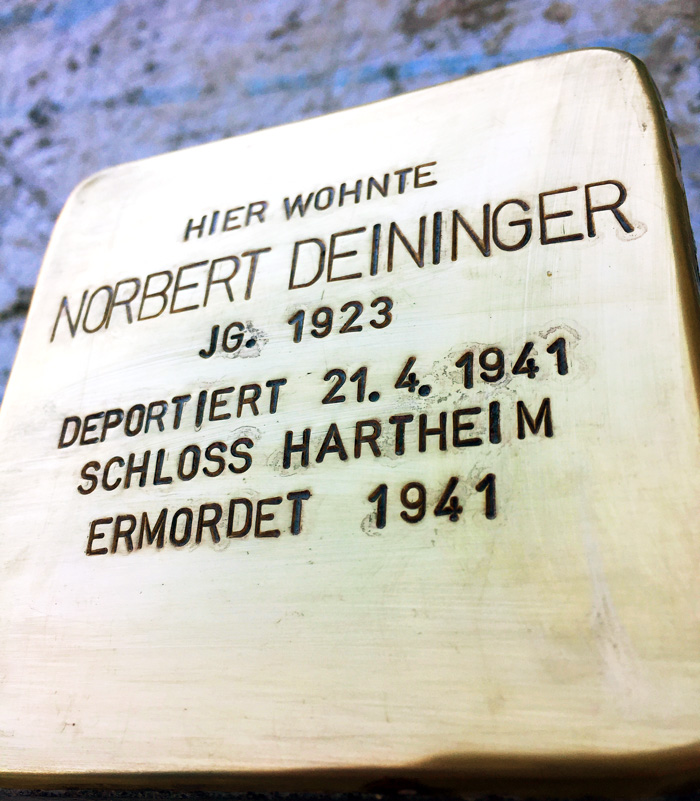 HIER WOHNTE
NORBERT DEININGER
JG. 1923
DEPORTIERT 21.4.1941
SCHLOSS HARTHEIM
ERMORDET 1941